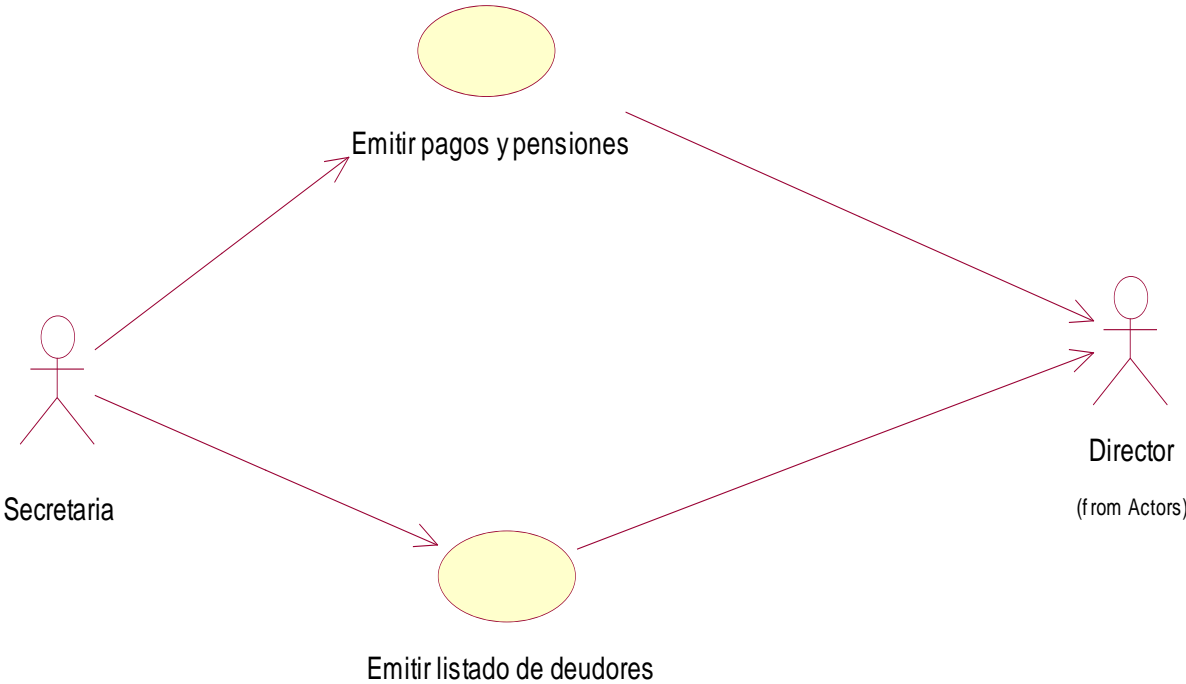 Emitir pagos y pensiones
Secretaria
Director
(from Actors)
Emitir listado de deudores